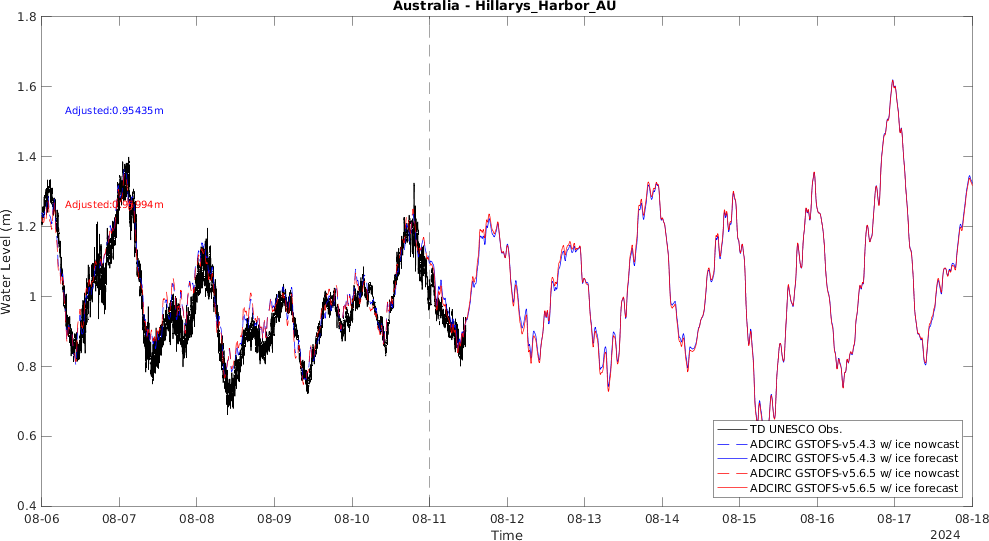 Australia - Hillarys_Harbor_AU
1.8
1.6
1.4
1.2
1
0.8
0.6
0.4
Water Level (m)
Adjusted:0.95435m
08-06
08-07
08-08
08-09
08-10
08-11
08-12
08-13
08-14
08-15
08-16
08-17
08-18
Time
2024
TD UNESCO Obs.
ADCIRC GSTOFS-v5.4.3 w/ ice nowcast
ADCIRC GSTOFS-v5.4.3 w/ ice forecast
ADCIRC GSTOFS-v5.6.5 w/ ice nowcast
ADCIRC GSTOFS-v5.6.5 w/ ice forecast